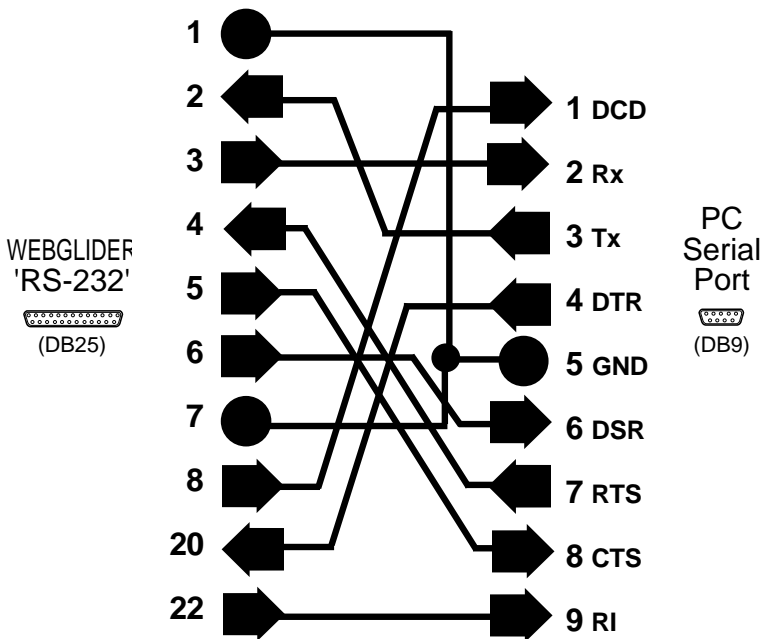 WEBGLIDER
'RS-232'
(DB25)
1
2
3
4
5
6
7
8
20
22
1 DCD
2 Rx
3 Tx
4 DTR
5 GND
6 DSR
7 RTS
8 CTS
9 RI
PC
Serial
Port
(DB9)